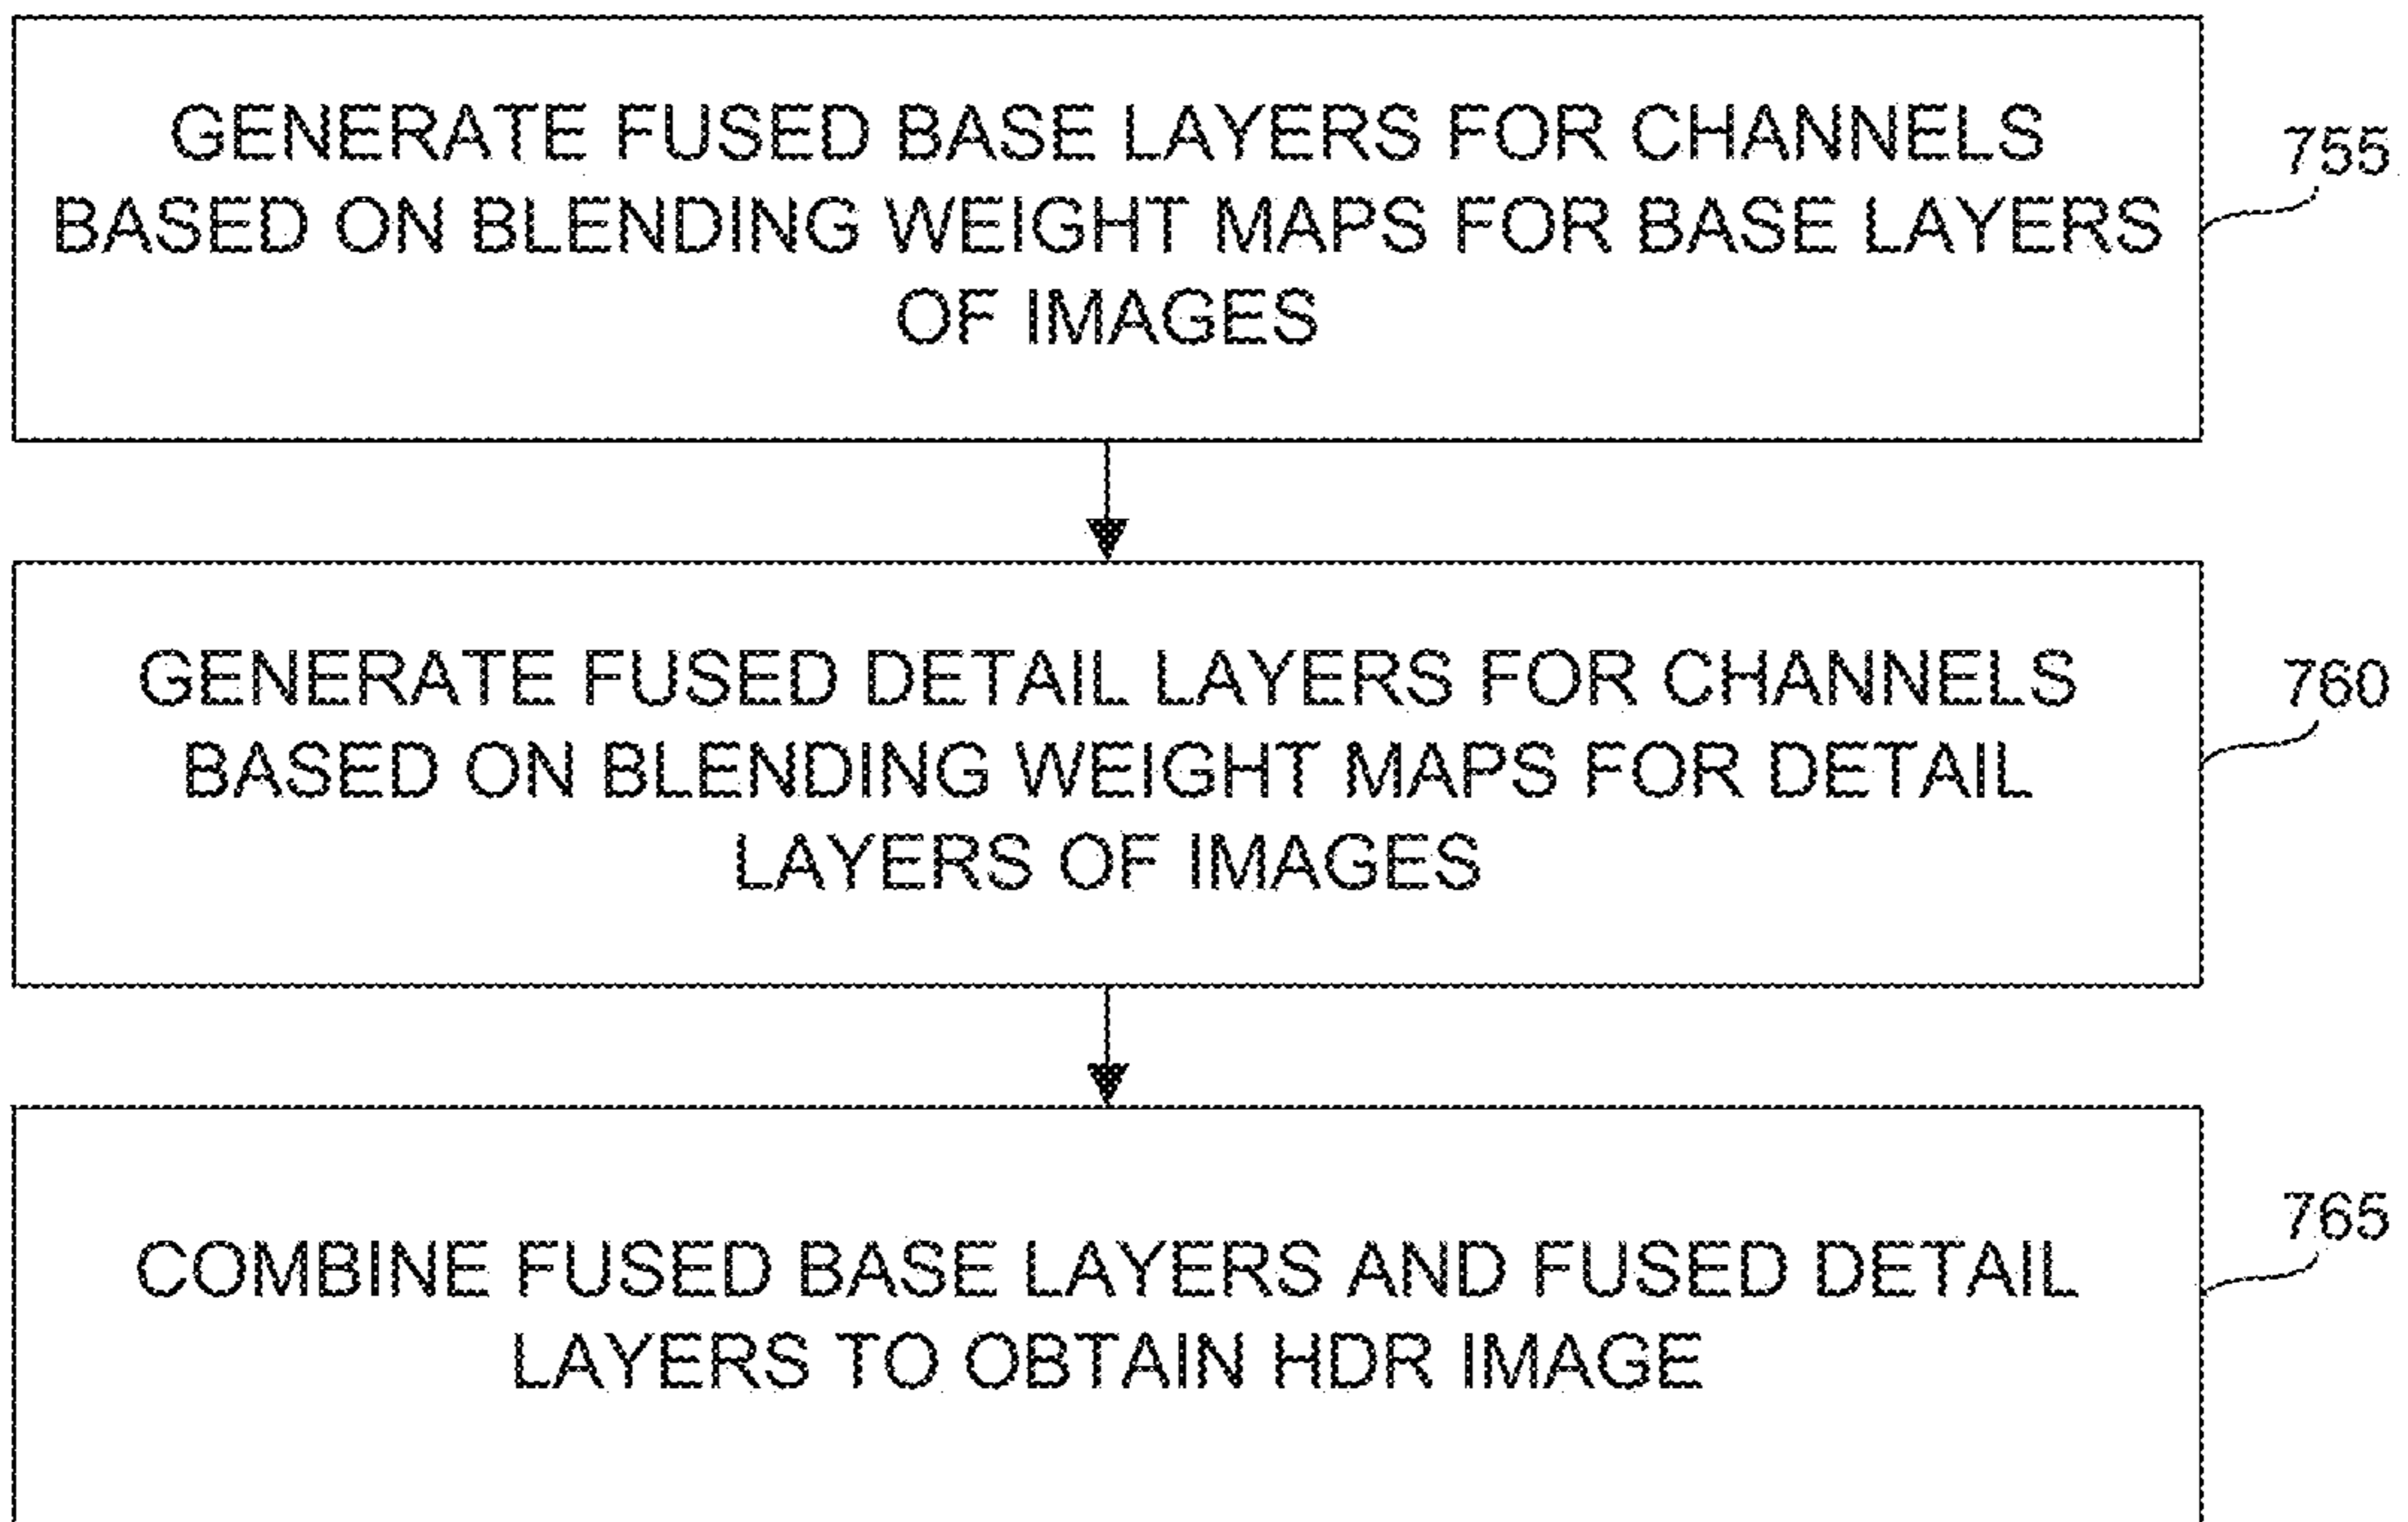 GENERATE FUSED BASE LAYERS FOR CHANNELS
BASED ON BLENDING WEIGHT MAPS FOR BASE LAYERS
OF IMAGES
755
GENERATE FUSED DETAIL LAYERS FOR CHANNELS
BASED ON BLENDING WEIGHT MAPS FOR DETAIL
LAYERS OF IMAGES
760
COMBINE FUSED BASE LAYERS AND FUSED DETAIL
LAYERS TO OBTAIN HDR IMAGE
765